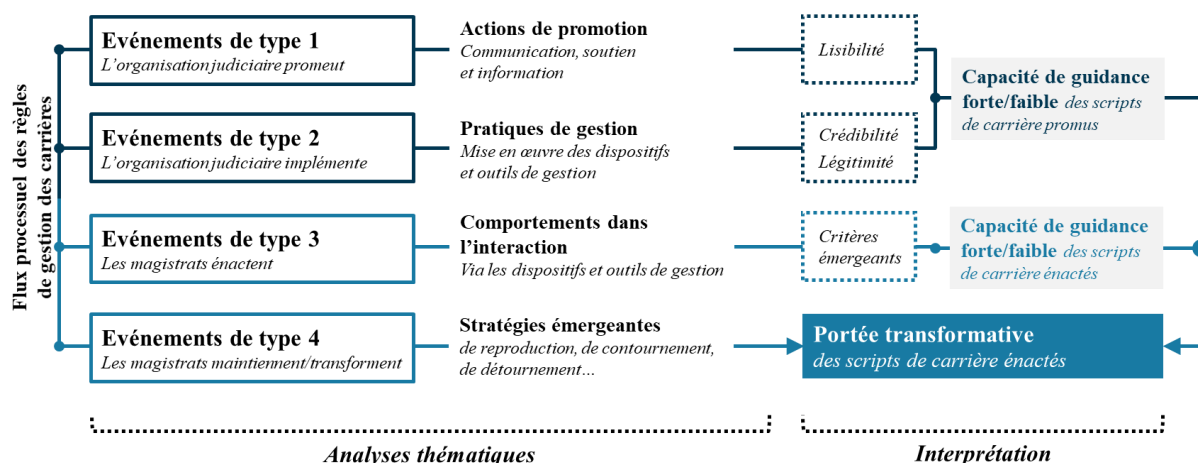 Flux processuel des règles
de gestion des carrières
Evénements de type 1
L'organisation judiciaire promeut
Actions de promotion
Communication, soutien
et information
Lisibilité
Evénements de type 2
L'organisation judiciaire implémente
Pratiques de gestion
Mise en œuvre des dispositifs
et outils de gestion
Crédibilité
Légitimité
Capacité de guidance
forte/faible des scripts
de carrière promus
Evénements de type 3
Les magistrats énactent
Comportements dans
l'interaction
Via les dispositifs et outils de gestion
Critères
émergeants
Capacité de guidance
forte/faible des scripts
de carrière énactés
Evénements de type 4
Les magistrats maintiennent/transforment
Stratégies émergeantes
de reproduction, de contournement,
de détournement…
Portée transformative
des scripts de carrière énactés
Analyses thématiques
Interprétation